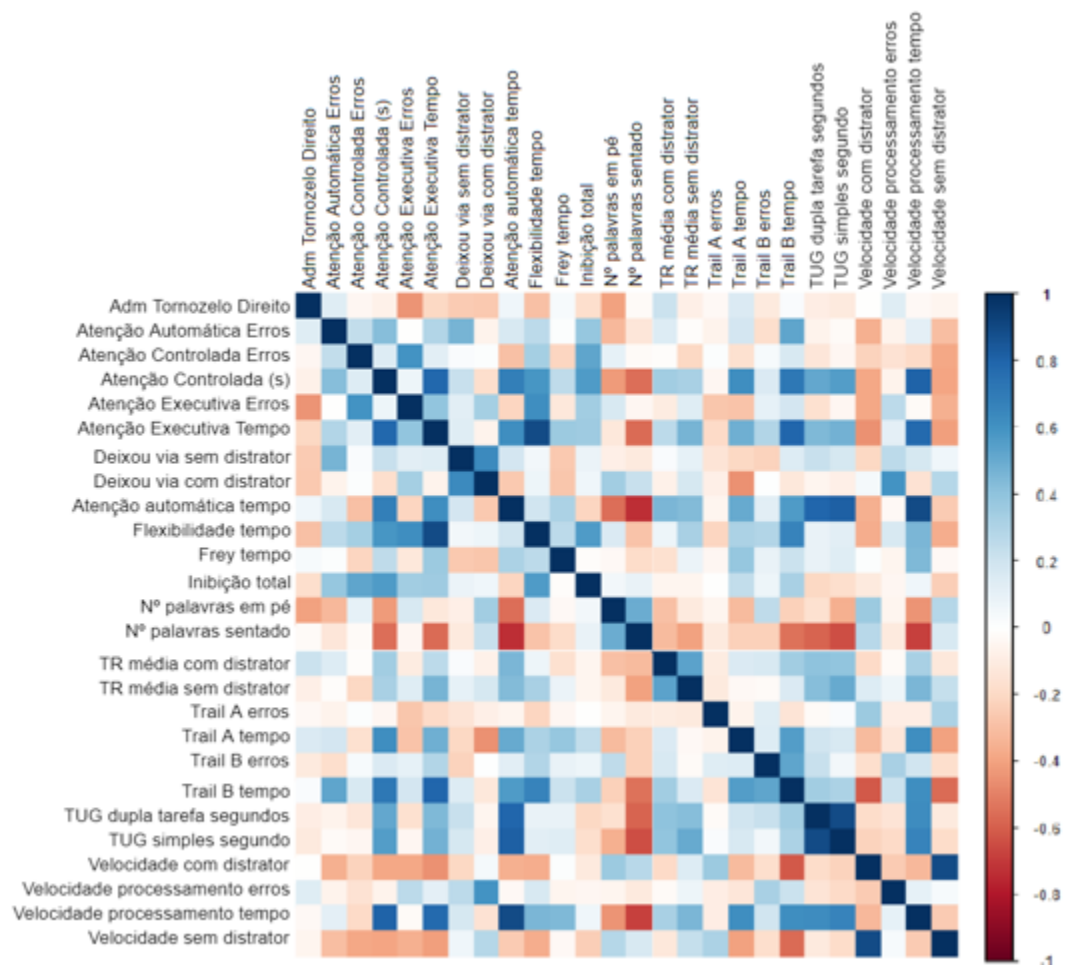 Adm Tornozelo Direito
Atenção Automática Erros
Atenção Controlada Erros
Atenção Controlada (s)
Atenção Executiva Erros
Atenção Executiva Tempo
Deixou via sem distrator
Deixou via com distrator
Atenção automática tempo
Flexibilidade tempo
Frey tempo
Inibição total
Nº palavras em pé
Nº palavras sentado
TR média com distrator
TR média sem distrator
Trail A erros
Trail A tempo
Trail B erros
Trail B tempo
TUG dupla tarefa segundos
TUG simples segundo
Velocidade com distrator
Velocidade processamento erros
Velocidade processamento tempo
Velocidade sem distrator
Adm Tornozelo Direito
Atenção Automática Erros
Atenção Controlada Erros
Atenção Controlada (s)
Atenção Executiva Erros
Atenção Executiva Tempo
Deixou via sem distrator
Deixou via com distrator
Atenção automática tempo
Flexibilidade tempo
Frey tempo
Inibição total
Nº palavras em pé
Nº palavras sentado
TR média com distrator
TR média sem distrator
Trail A erros
Trail A tempo
Trail B erros
Trail B tempo
TUG dupla tarefa segundos
TUG simples segundo
Velocidade com distrator
Velocidade processamento erros
Velocidade processamento tempo
Velocidade sem distrator
1
0.8
0.6
0.4
0.2
0
-0.2
-0.4
-0.6
-0.8
-1